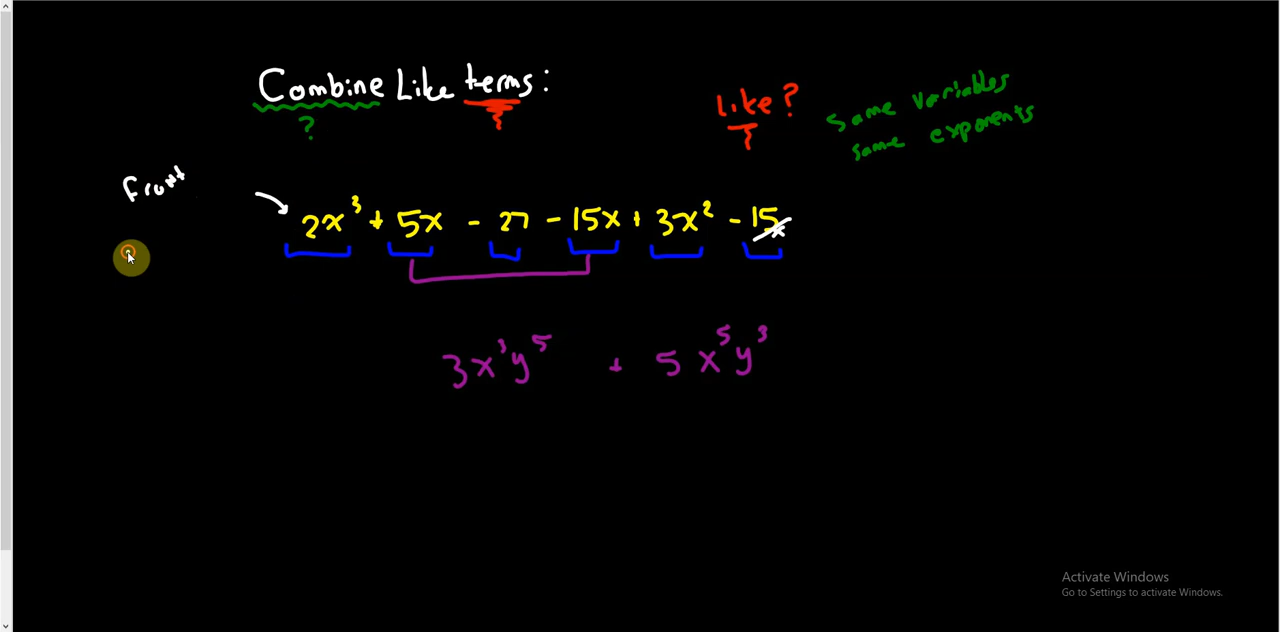 Combine Like terms:
?
Like?
Same variables
same exponents
Front
2x³ + 5x - 27 - 15x + 3x² - 15x
3x³y⁵ + 5x⁵y³
Activate Windows
Go to Settings to activate Windows.